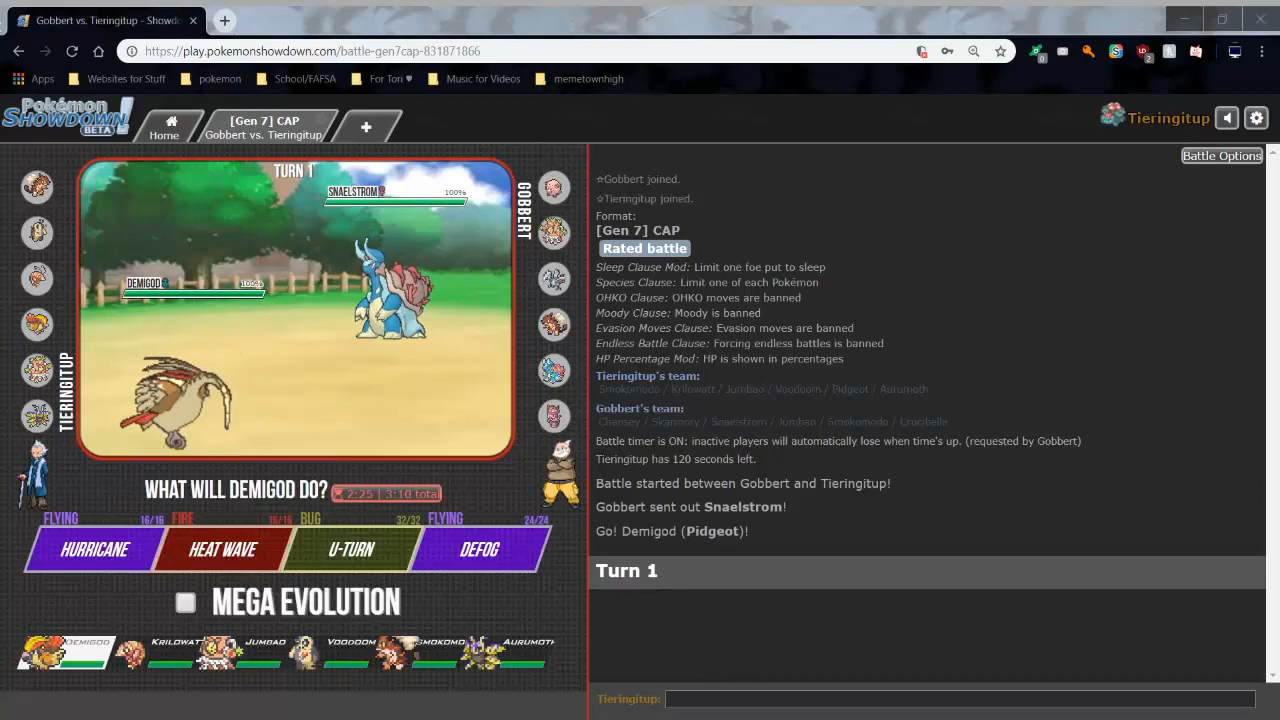 Gobbert vs. Tieringitup - Showdo
https://play.pokemonshowdown.com/battle-gen7cap-831871866
0
2
Apps
Websites for Stuff
pokemon
School/FAFSA
For Tori ♥
Music for Videos
memetownhigh
Pokémon
SHOWDOWN!
BETA
Home
[Gen 7] CAP
Gobbert vs. Tieringitup
Tieringitup
Battle Options
TURN 1
SNAELSTROM
100%
DEMIGOD
100%
TIERINGITUP
GOBBERT
☆Gobbert joined.
☆Tieringitup joined.
Format:
[Gen 7] CAP
Rated battle
Sleep Clause Mod: Limit one foe put to sleep
Species Clause: Limit one of each Pokémon
OHKO Clause: OHKO moves are banned
Moody Clause: Moody is banned
Evasion Moves Clause: Evasion moves are banned
Endless Battle Clause: Forcing endless battles is banned
HP Percentage Mod: HP is shown in percentages
Tieringitup's team:
Smokomodo / Krilowatt / Jumbao / Voodoom / Pidgeot / Aurumoth
Gobbert's team:
Chansey / Skarmory / Snaelstrom / Jumbao / Smokomodo / Crucibelle
Battle timer is ON: inactive players will automatically lose when time's up. (requested by Gobbert)
Tieringitup has 120 seconds left.
Battle started between Gobbert and Tieringitup!
Gobbert sent out Snaelstrom!
Go! Demigod (Pidgeot)!
Turn 1
WHAT WILL DEMIGOD DO?
2:25 | 3:10 total
FLYING 16/16
HURRICANE
FIRE 16/16
HEAT WAVE
BUG 32/32
U-TURN
FLYING 24/24
DEFOG
MEGA EVOLUTION
DEMIGOD
KRILOWATT
JUMBAO
VOODOOM
SMOKOMO
AURUMOTH
Tieringitup: